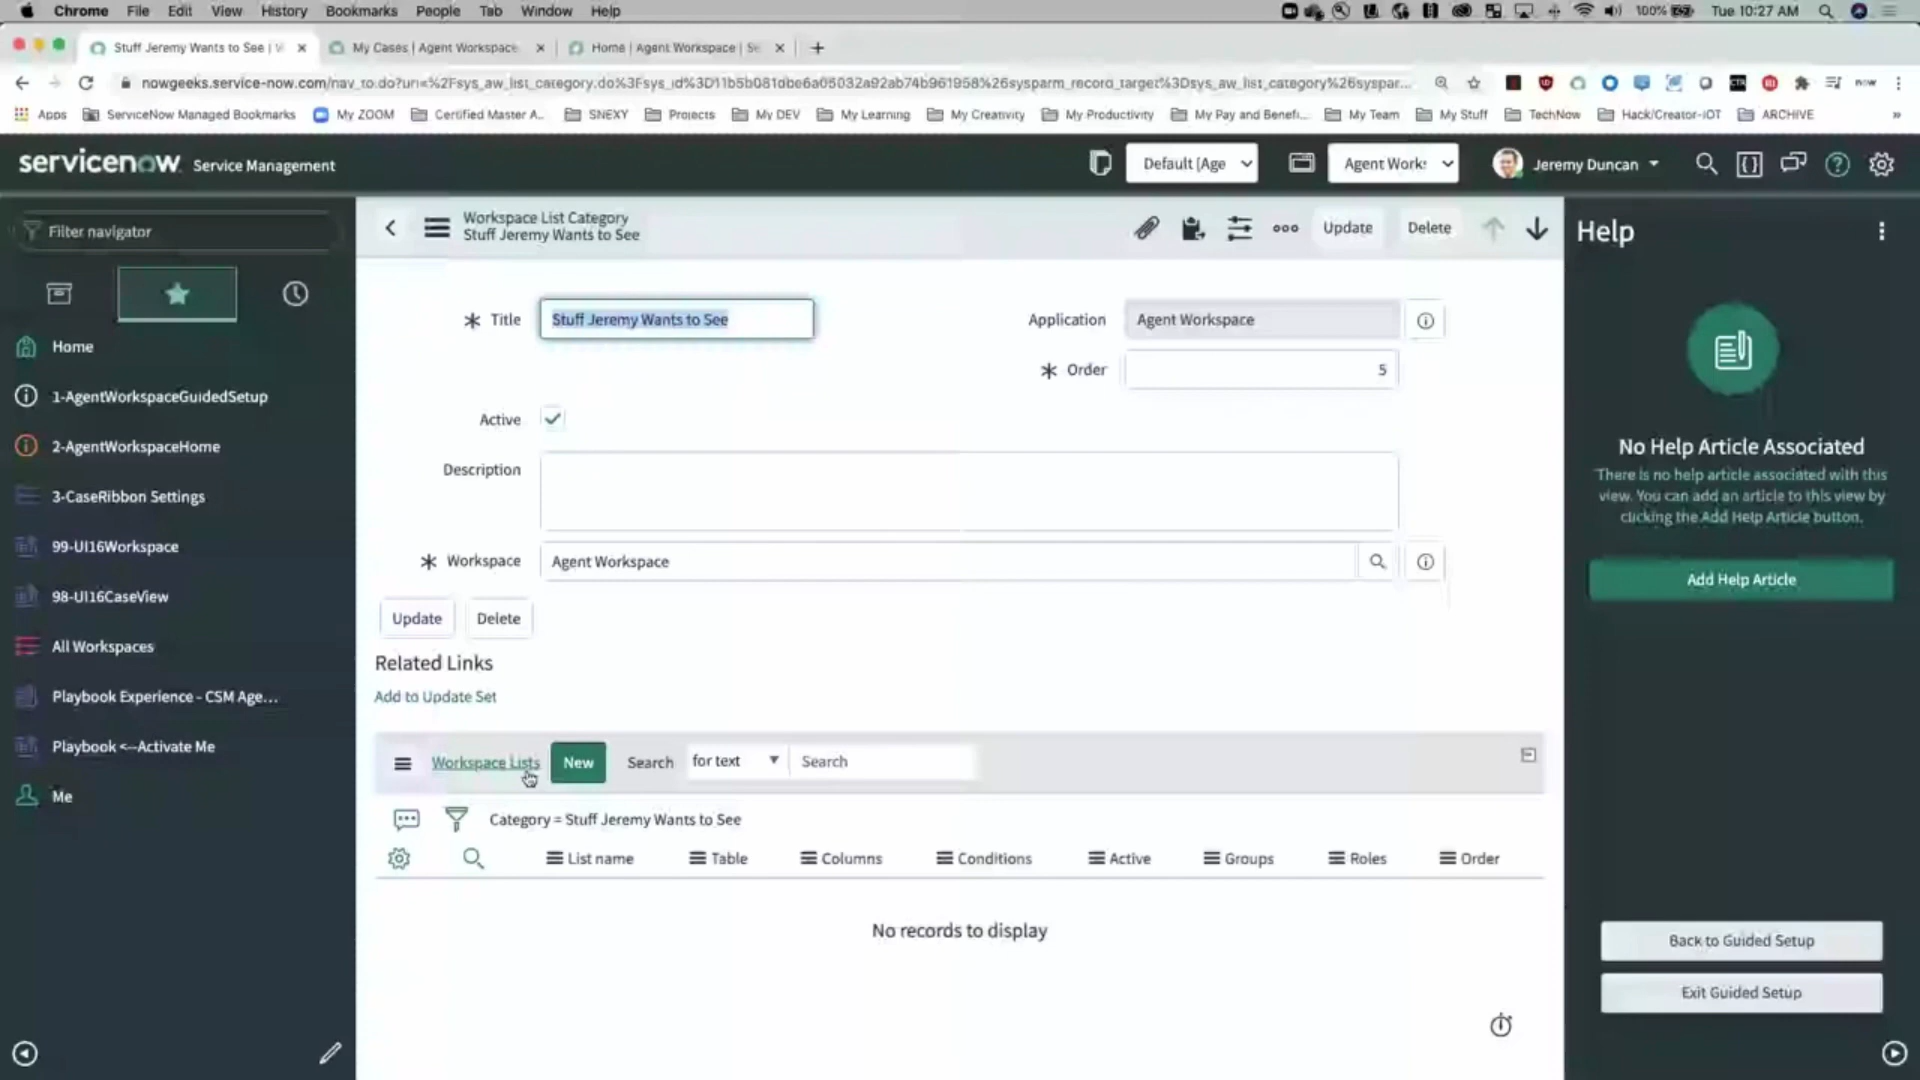 Chrome File Edit View History Bookmarks People Tab Window Help 100% Tue 10:27 AM
Stuff Jeremy Wants to See | V My Cases | Agent Workspace Home | Agent Workspace | Se
Apps ServiceNow Managed Bookmarks My ZOOM Certified Master A... SNEXY Projects My DEV My Learning My Creativity My Productivity My Pay and Benefi... My Team My Stuff TechNow Hack/Creator-IOT ARCHIVE »
servicenow Service Management Default [Age Agent Work: Jeremy Duncan
Filter navigator
Home
1-AgentWorkspaceGuidedSetup
2-AgentWorkspaceHome
3-CaseRibbon Settings
99-UI16Workspace
98-UI16CaseView
All Workspaces
Playbook Experience - CSM Age...
Playbook <--Activate Me
Me
Workspace List Category
Stuff Jeremy Wants to See
Update Delete
Title Stuff Jeremy Wants to See
Application Agent Workspace
Order 5
Active
Description
Workspace Agent Workspace
Update Delete
Related Links
Add to Update Set
Workspace Lists New Search for text Search
Category = Stuff Jeremy Wants to See
List name Table Columns Conditions Active Groups Roles Order
No records to display
Help
No Help Article Associated
There is no help article associated with this
view. You can add an article to this view by
clicking the Add Help Article button.
Add Help Article
Back to Guided Setup
Exit Guided Setup